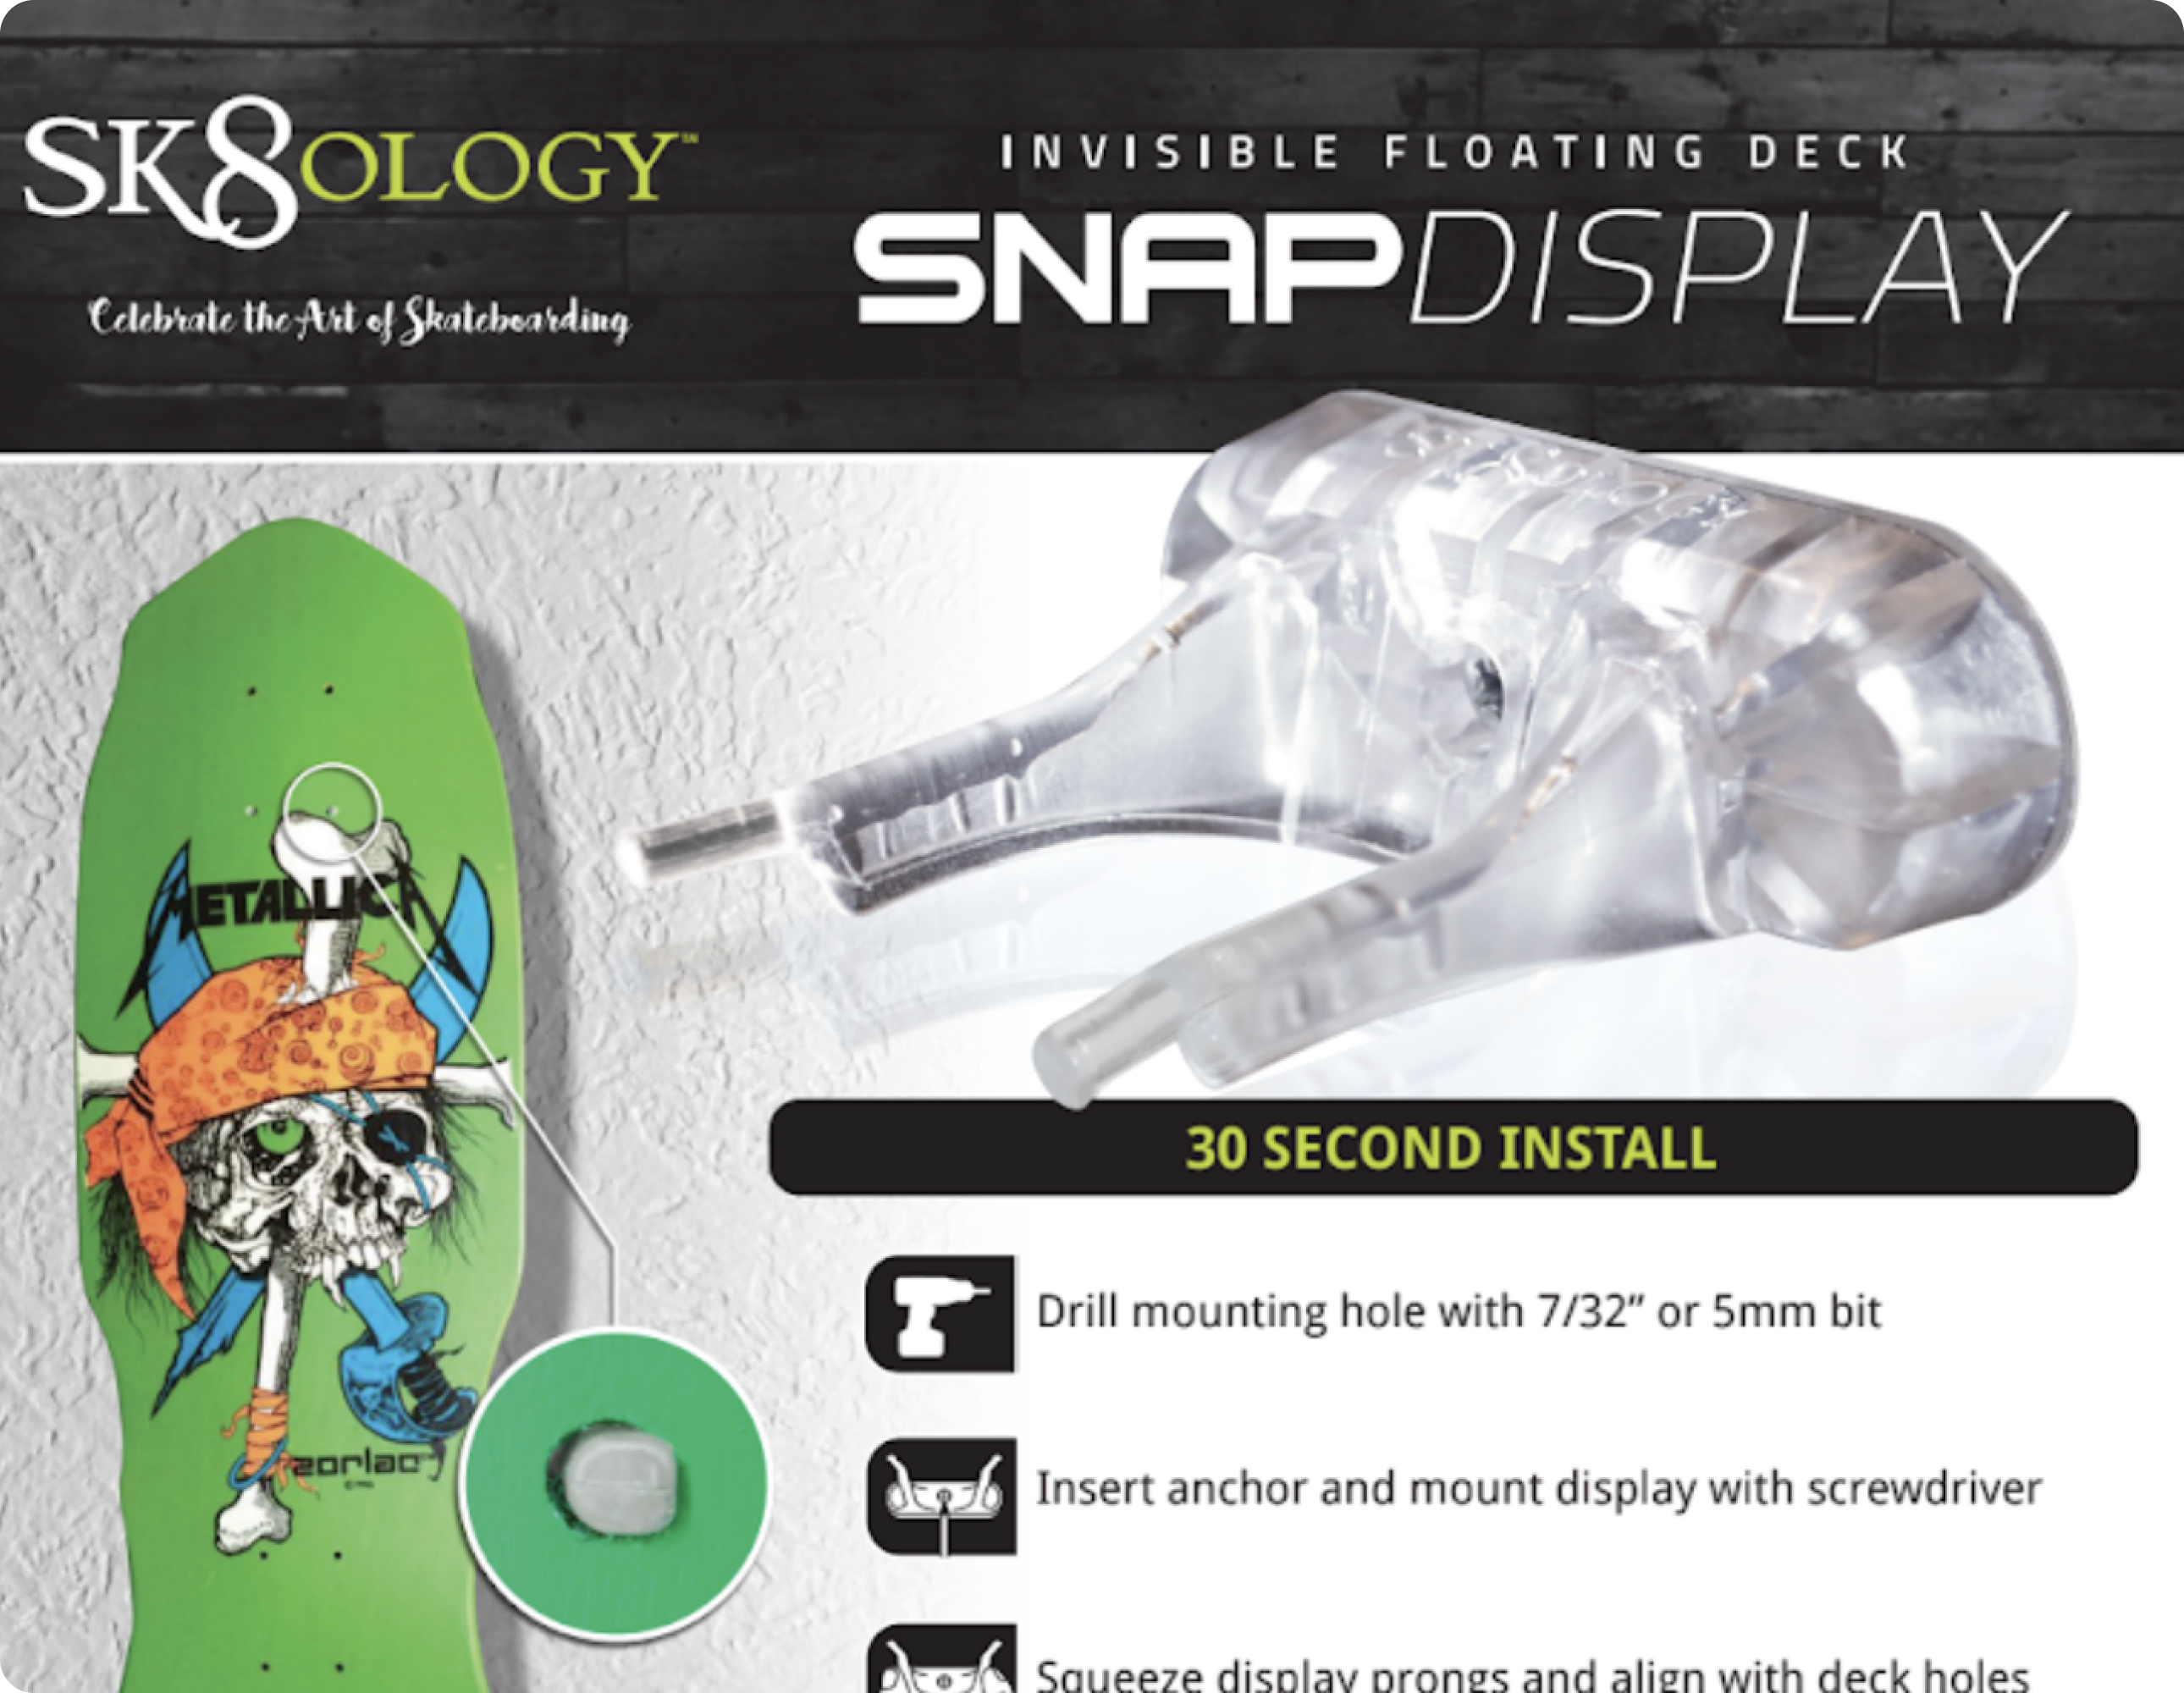 SK8OLOGY™
Celebrate the Art of Skateboarding
INVISIBLE FLOATING DECK
SNAPDISPLAY
METALLICA
zorlac
30 SECOND INSTALL
Drill mounting hole with 7/32” or 5mm bit
Insert anchor and mount display with screwdriver
Squeeze display prongs and align with deck holes